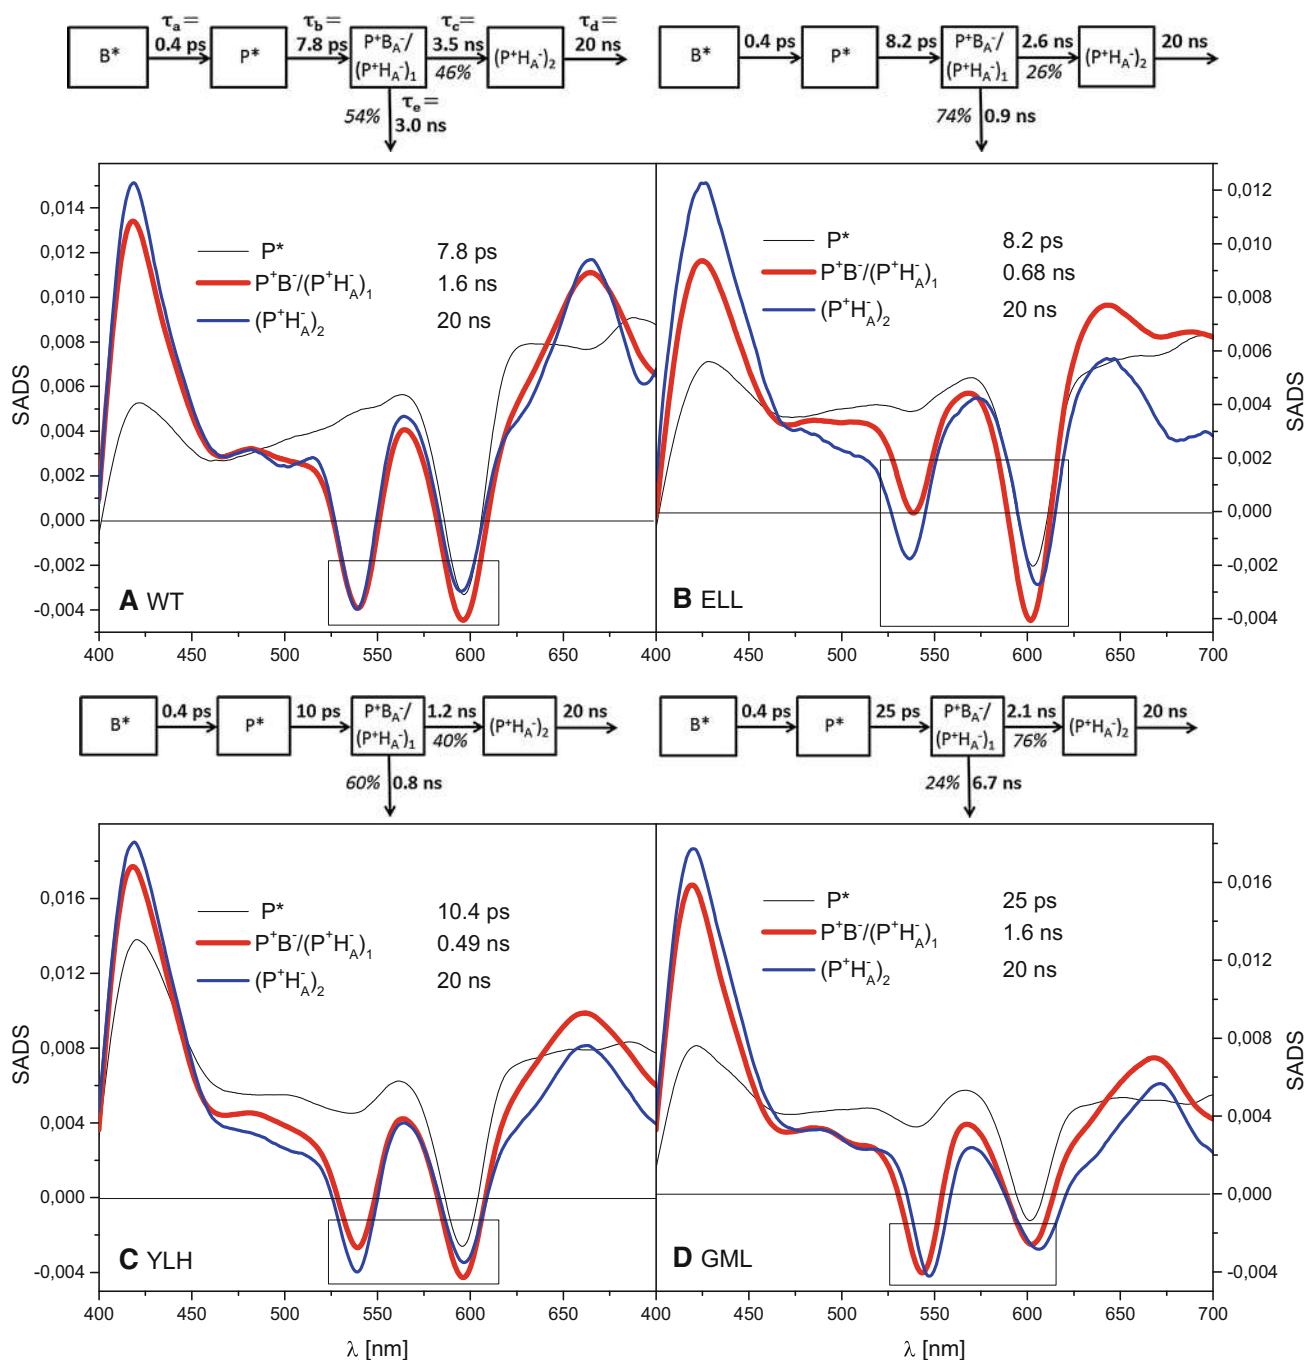 τa= τb= τc= τd=
B* 0.4 ps P* 7.8 ps P⁺BA⁻/ (P⁺HA⁻)1 3.5 ns 46% (P⁺HA⁻)2 20 ns
54% τe= 3.0 ns
B* 0.4 ps P* 8.2 ps P⁺BA⁻/ (P⁺HA⁻)1 2.6 ns 26% (P⁺HA⁻)2 20 ns
74% 0.9 ns
SADS
0,014
0,012
0,010
0,008
0,006
0,004
0,002
0,000
-0,002
-0,004
P* 7.8 ps
P⁺B⁻/(P⁺HA⁻)1 1.6 ns
(P⁺HA⁻)2 20 ns
A WT
400 450 500 550 600 650 400 450 500 550 600 650 700
P* 8.2 ps
P⁺B⁻/(P⁺HA⁻)1 0.68 ns
(P⁺HA⁻)2 20 ns
B ELL
0,012
0,010
0,008
0,006
0,004
0,002
0,000
-0,002
-0,004
SADS
B* 0.4 ps P* 10 ps P⁺BA⁻/ (P⁺HA⁻)1 1.2 ns 40% (P⁺HA⁻)2 20 ns
60% 0.8 ns
B* 0.4 ps P* 25 ps P⁺BA⁻/ (P⁺HA⁻)1 2.1 ns 76% (P⁺HA⁻)2 20 ns
24% 6.7 ns
SADS
0,016
0,012
0,008
0,004
0,000
-0,004
P* 10.4 ps
P⁺B⁻/(P⁺HA⁻)1 0.49 ns
(P⁺HA⁻)2 20 ns
C YLH
400 450 500 550 600 650 400 450 500 550 600 650 700
λ [nm] λ [nm]
P* 25 ps
P⁺B⁻/(P⁺HA⁻)1 1.6 ns
(P⁺HA⁻)2 20 ns
D GML
0,016
0,012
0,008
0,004
0,000
-0,004
SADS